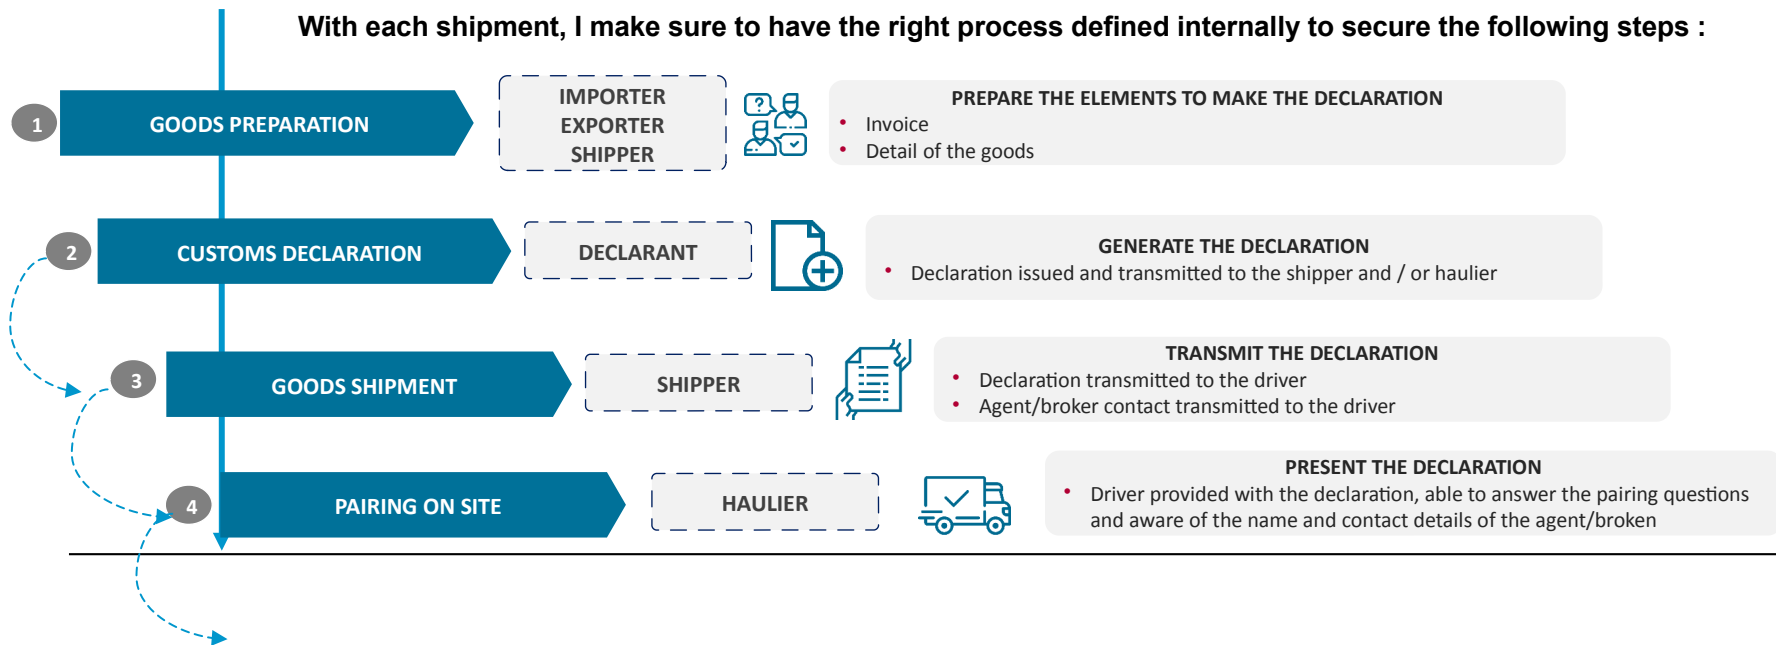 With each shipment, I make sure to have the right process defined internally to secure the following steps :
1
GOODS PREPARATION
IMPORTER
EXPORTER
SHIPPER
?
PREPARE THE ELEMENTS TO MAKE THE DECLARATION
• Invoice
• Detail of the goods
2
CUSTOMS DECLARATION
DECLARANT
GENERATE THE DECLARATION
• Declaration issued and transmitted to the shipper and / or haulier
3
GOODS SHIPMENT
SHIPPER
TRANSMIT THE DECLARATION
• Declaration transmitted to the driver
• Agent/broker contact transmitted to the driver
4
PAIRING ON SITE
HAULIER
PRESENT THE DECLARATION
• Driver provided with the declaration, able to answer the pairing questions
and aware of the name and contact details of the agent/broken